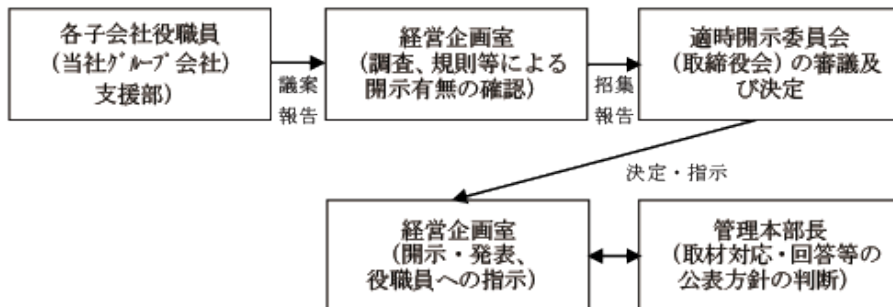 各子会社役職員
(当社ｸﾞﾙｰﾌﾟ会社)
支援部)
議案
報告
経営企画室
(調査、規則等による
開示有無の確認)
招集
報告
適時開示委員会
(取締役会)の審議及
び決定
決定・指示
経営企画室
(開示・発表、
役職員への指示)
管理本部長
(取材対応・回答等の
公表方針の判断)